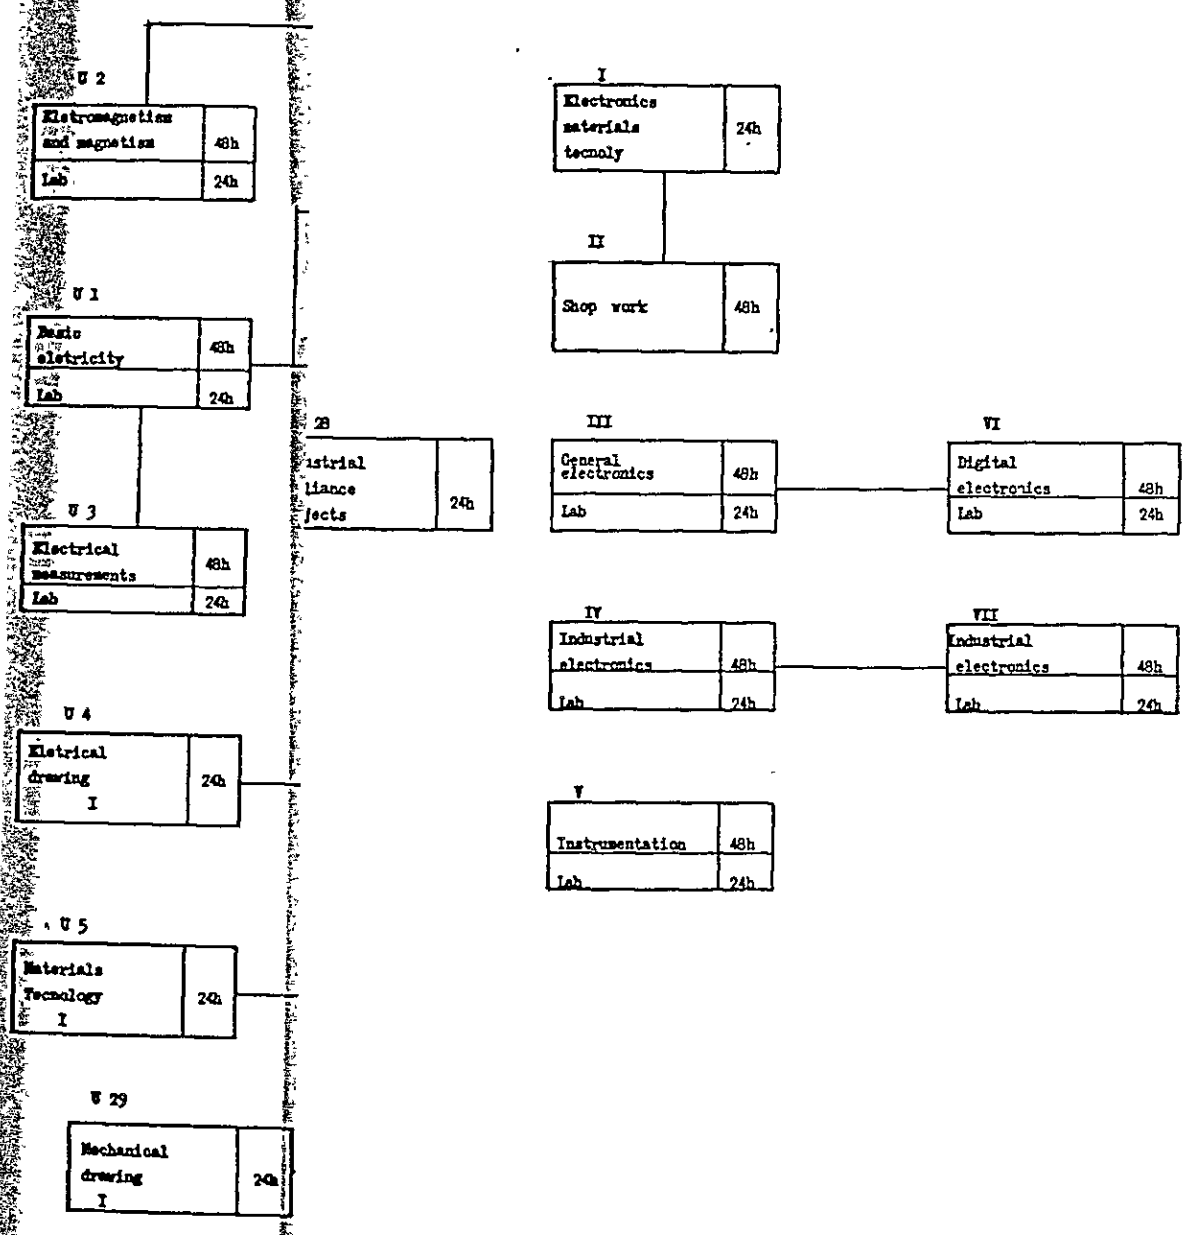 U 2
Eletromagnetism
and magnetism 48h
Lab 24h
U 1
Basic
eletricity 48h
Lab 24h
U 3
Electrical
measurements 48h
Lab 24h
U 4
Eletrical
drawing 24h
I
U 5
Materials
Tecnology 24h
I
U 29
Mechanical
drawing 24h
I
28
ustrial
liance 24h
jects
I
Electronics
materials 24h
tecnoly
II
Shop work 48h
III
General
electronics 48h
Lab 24h
IV
Industrial
electronics 48h
Lab 24h
V
Instrumentation 48h
Lab 24h
VI
Digital
electronics 48h
Lab 24h
VII
Industrial
electronics 48h
Lab 24h